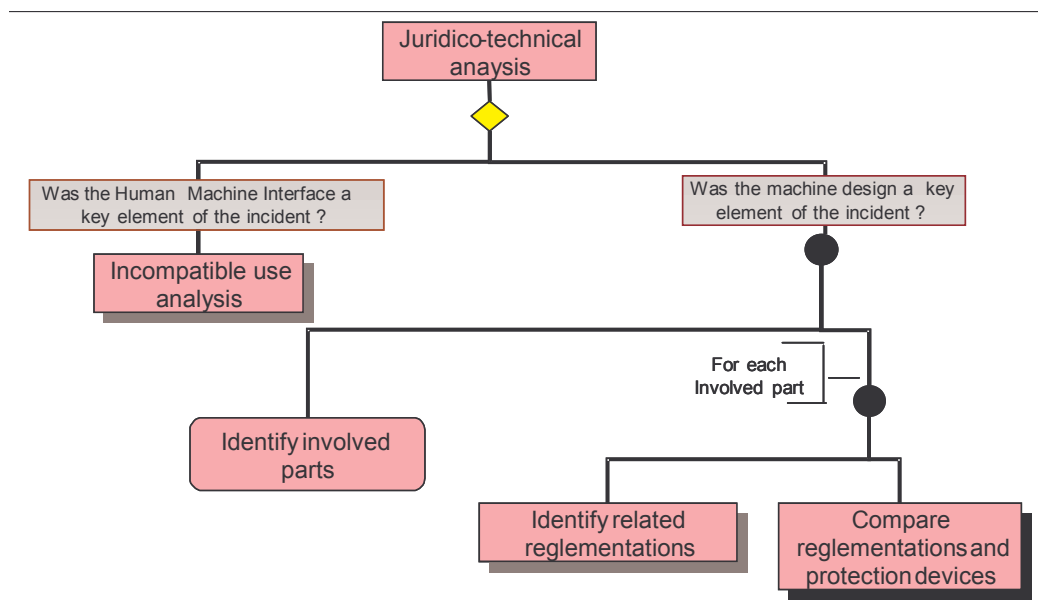 Juridico-technical
anaysis
Was the Human Machine Interface a
key element of the incident ?
Was the machine design a key
element of the incident ?
Incompatible use
analysis
For each
Involved part
Identify involved
parts
Identify related
reglementations
Compare
reglementations and
protection devices